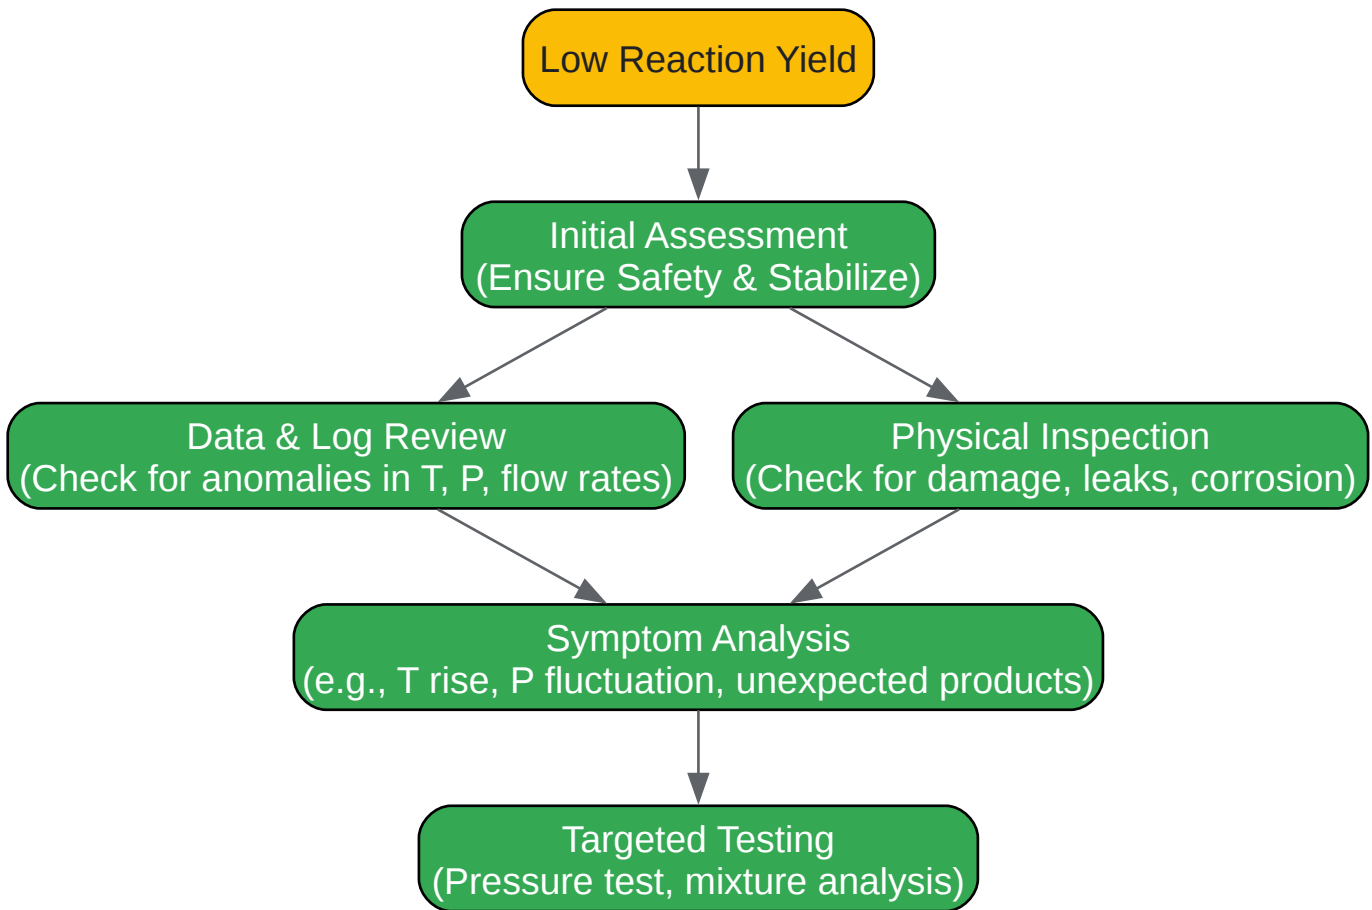 Low Reaction Yield
Initial Assessment
(Ensure Safety & Stabilize)
Data & Log Review
(Check for anomalies in T, P, flow rates)
Physical Inspection
(Check for damage, leaks, corrosion)
Symptom Analysis
(e.g., T rise, P fluctuation, unexpected products)
Targeted Testing
(Pressure test, mixture analysis)